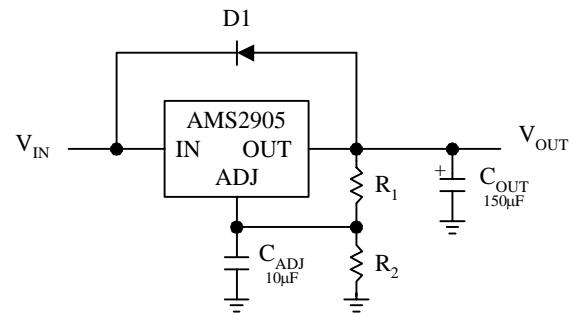 D1
AMS2905
V_IN
IN OUT
V_OUT
ADJ
R_1
+
C_OUT
150µF
C_ADJ
10µF
R_2